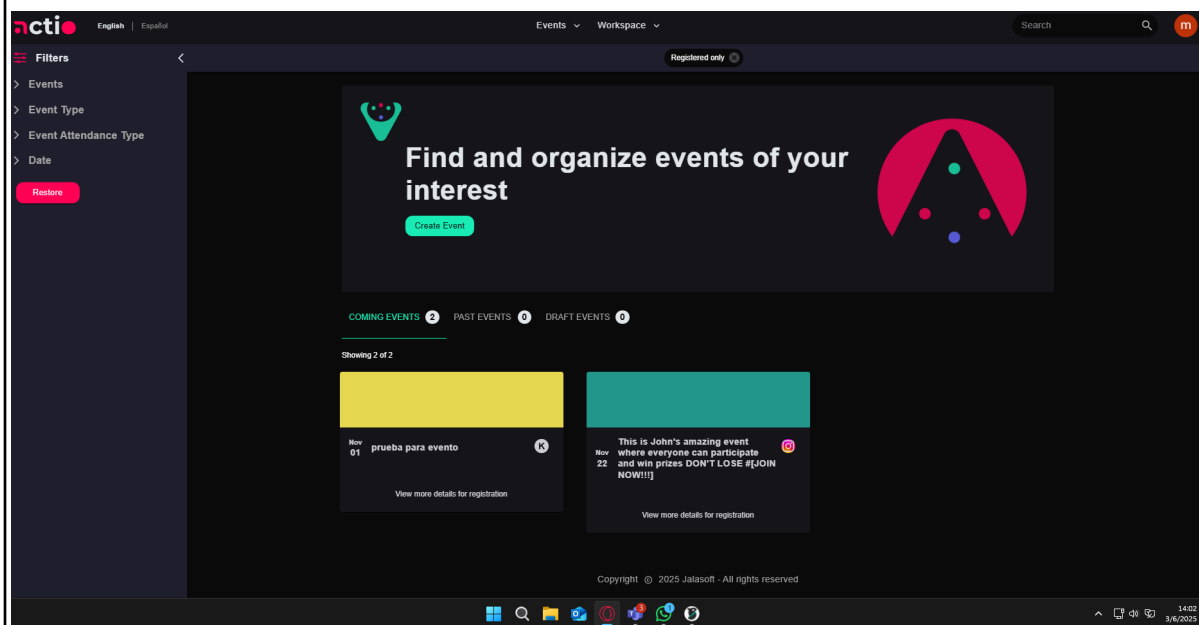 actio
English | Español
Events
Workspace
Search
m
Filters
Registered only
Events
Event Type
Event Attendance Type
Date
Restore
Find and organize events of your
interest
Create Event
COMING EVENTS 2
PAST EVENTS 0
DRAFT EVENTS 0
Showing 2 of 2
Nov
01
prueba para evento
K
View more details for registration
Nov
22
This is John's amazing event
where everyone can participate
and win prizes DON'T LOSE #[JOIN
NOW!!!]
View more details for registration
Copyright © 2025 Jalasoft - All rights reserved
3
1
14:02
3/6/2025